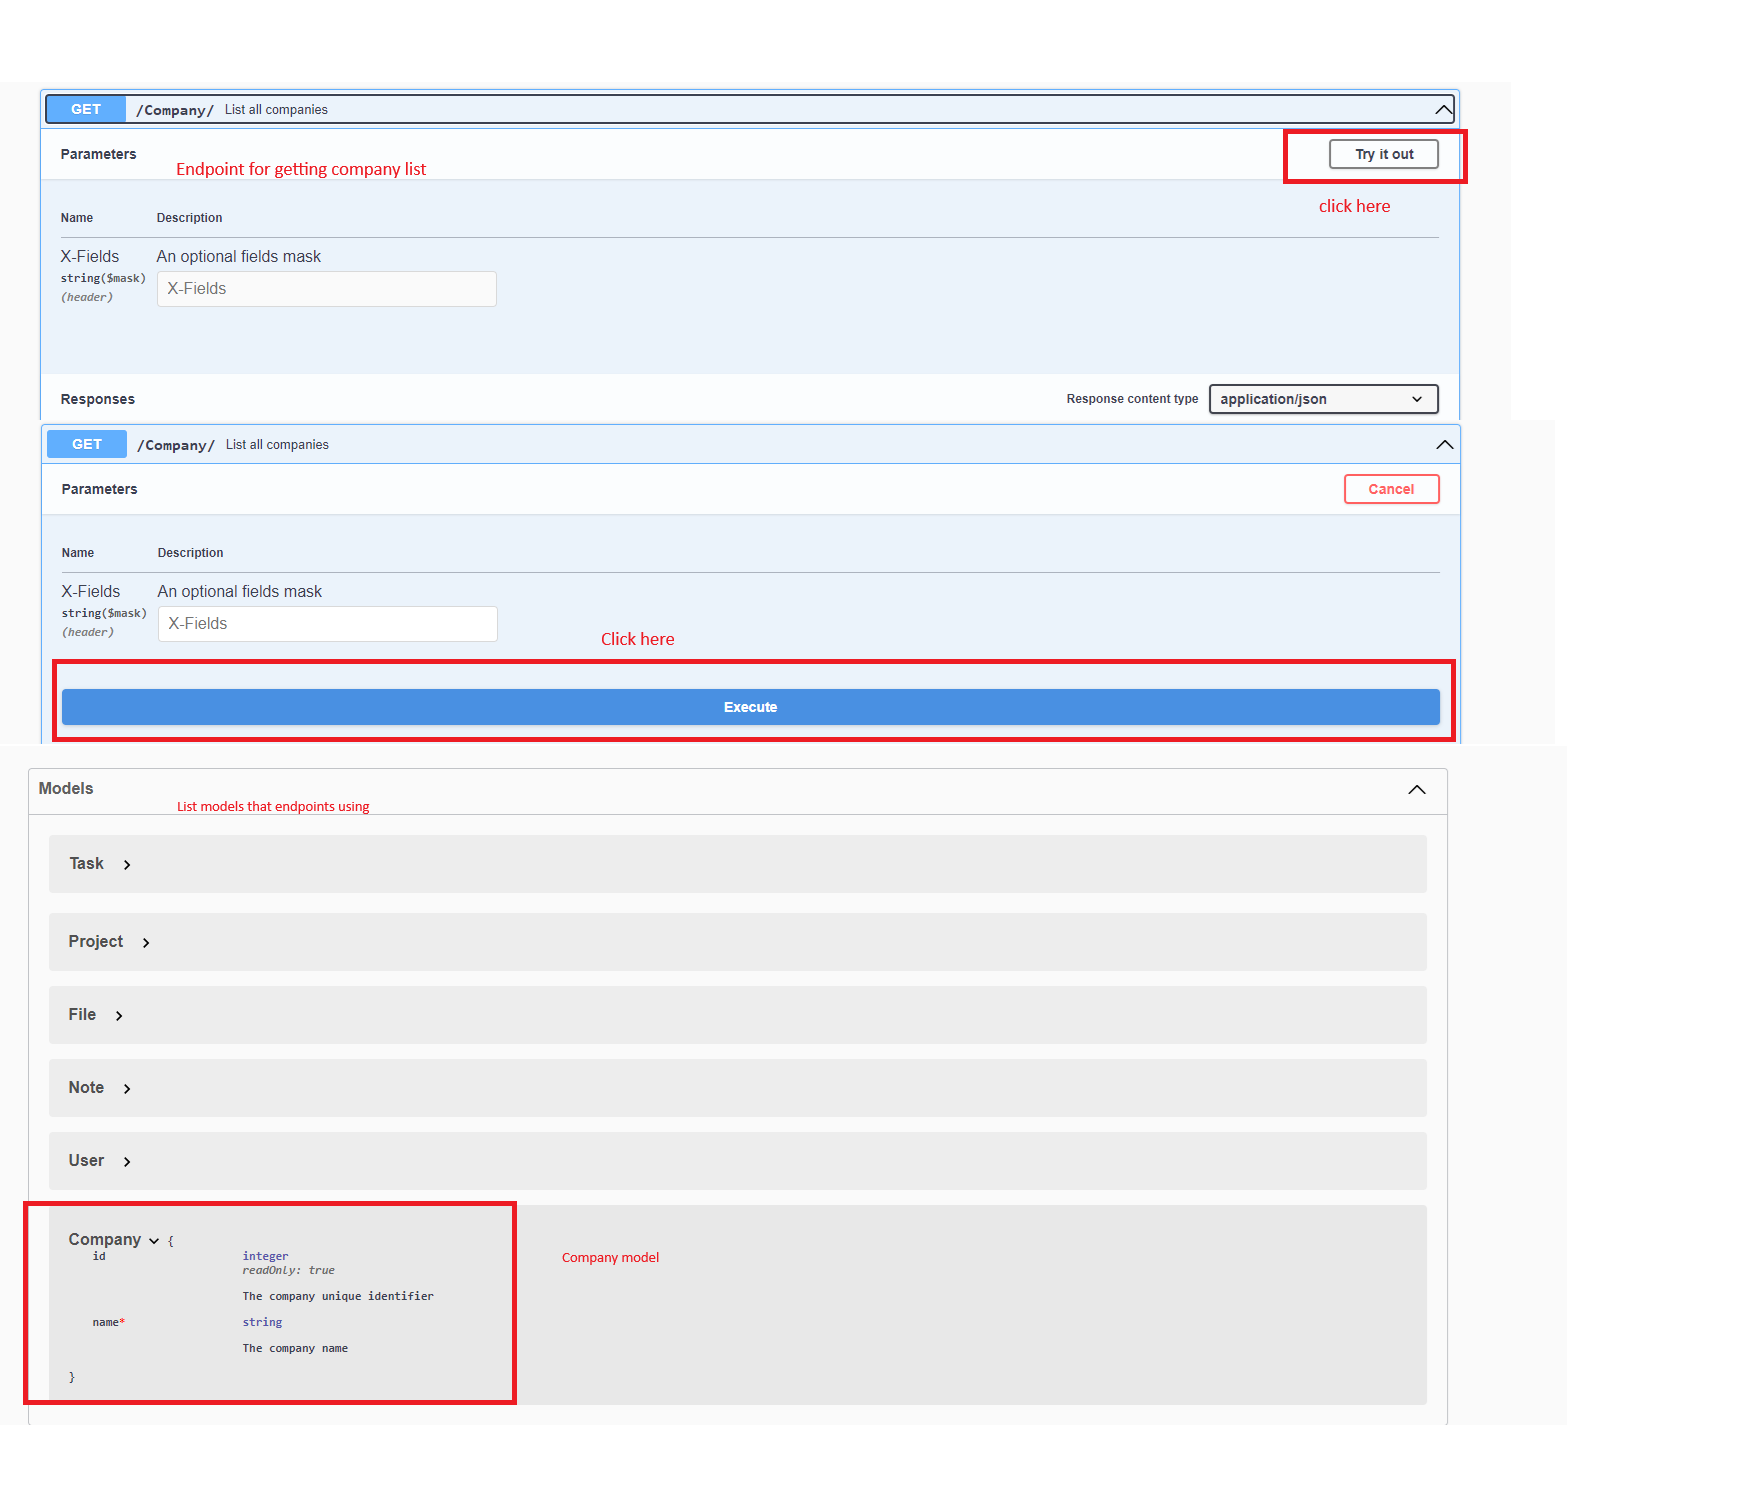 GET /Company/ List all companies
Parameters
Try it out
Endpoint for getting company list
click here
Name Description
X-Fields An optional fields mask
string($mask)
(header)
X-Fields
Responses
Response content type application/json
GET /Company/ List all companies
Parameters
Cancel
Name Description
X-Fields An optional fields mask
string($mask)
(header)
X-Fields
Click here
Execute
Models
List models that endpoints using
Task
Project
File
Note
User
Company {
id integer
readOnly: true
The company unique identifier
name* string
The company name
}
Company model